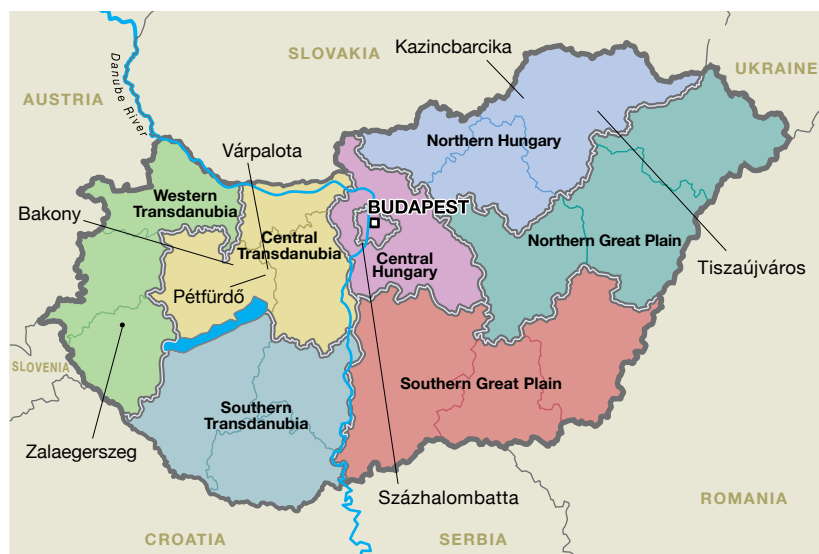 Kazincbarcika
SLOVAKIA
UKRAINE
AUSTRIA
Danube River
Várpalota
Northern Hungary
Western
Transdanubia
BUDAPEST
Bakony
Central
Transdanubia
Northern Great Plain
Central
Hungary
Tiszaújváros
Pétfürdő
SLOVENIA
Southern Great Plain
Southern
Transdanubia
Zalaegerszeg
Százhalombatta
ROMANIA
CROATIA
SERBIA